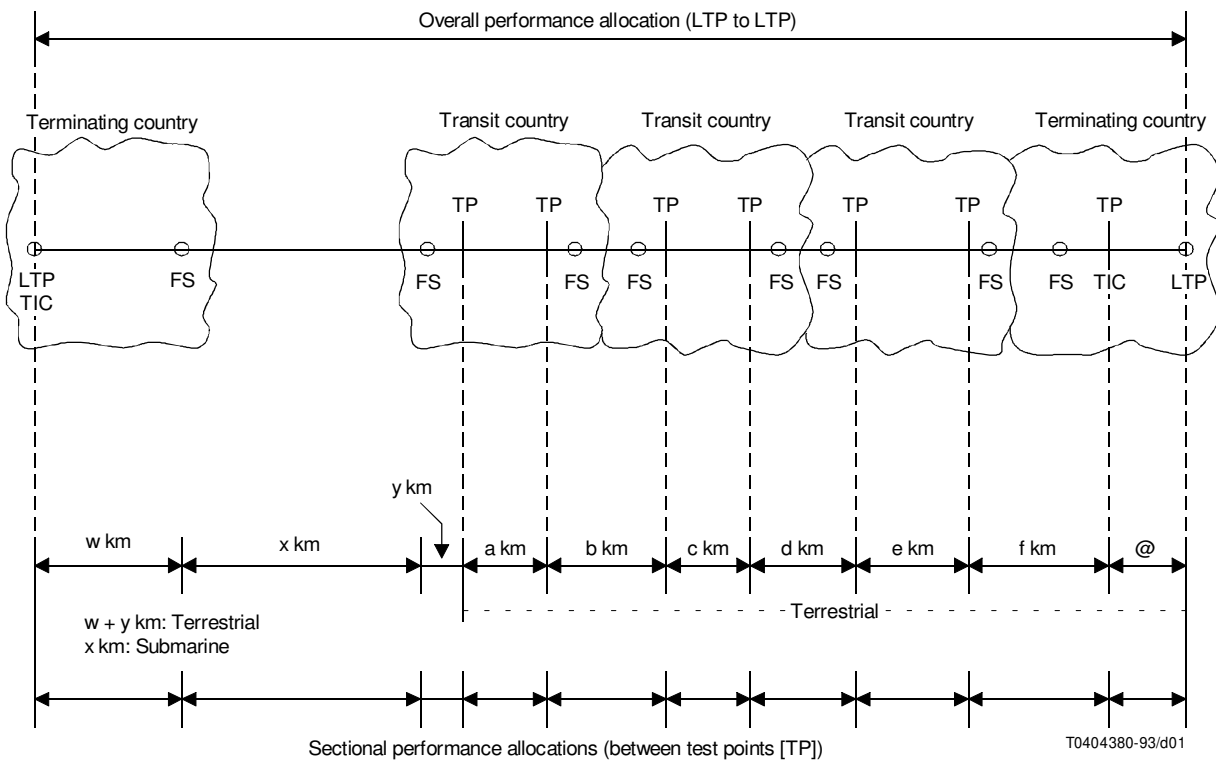 Overall performance allocation (LTP to LTP)
Terminating country
Transit country
Transit country
Transit country
Terminating country
TP
TP
TP
TP
TP
TP
TP
LTP
TIC
FS
FS
FS
FS
FS
FS
FS
FS
TIC
LTP
y km
w km
x km
a km
b km
c km
d km
e km
f km
@
Terrestrial
w + y km: Terrestrial
x km: Submarine
Sectional performance allocations (between test points [TP])
T0404380-93/d01